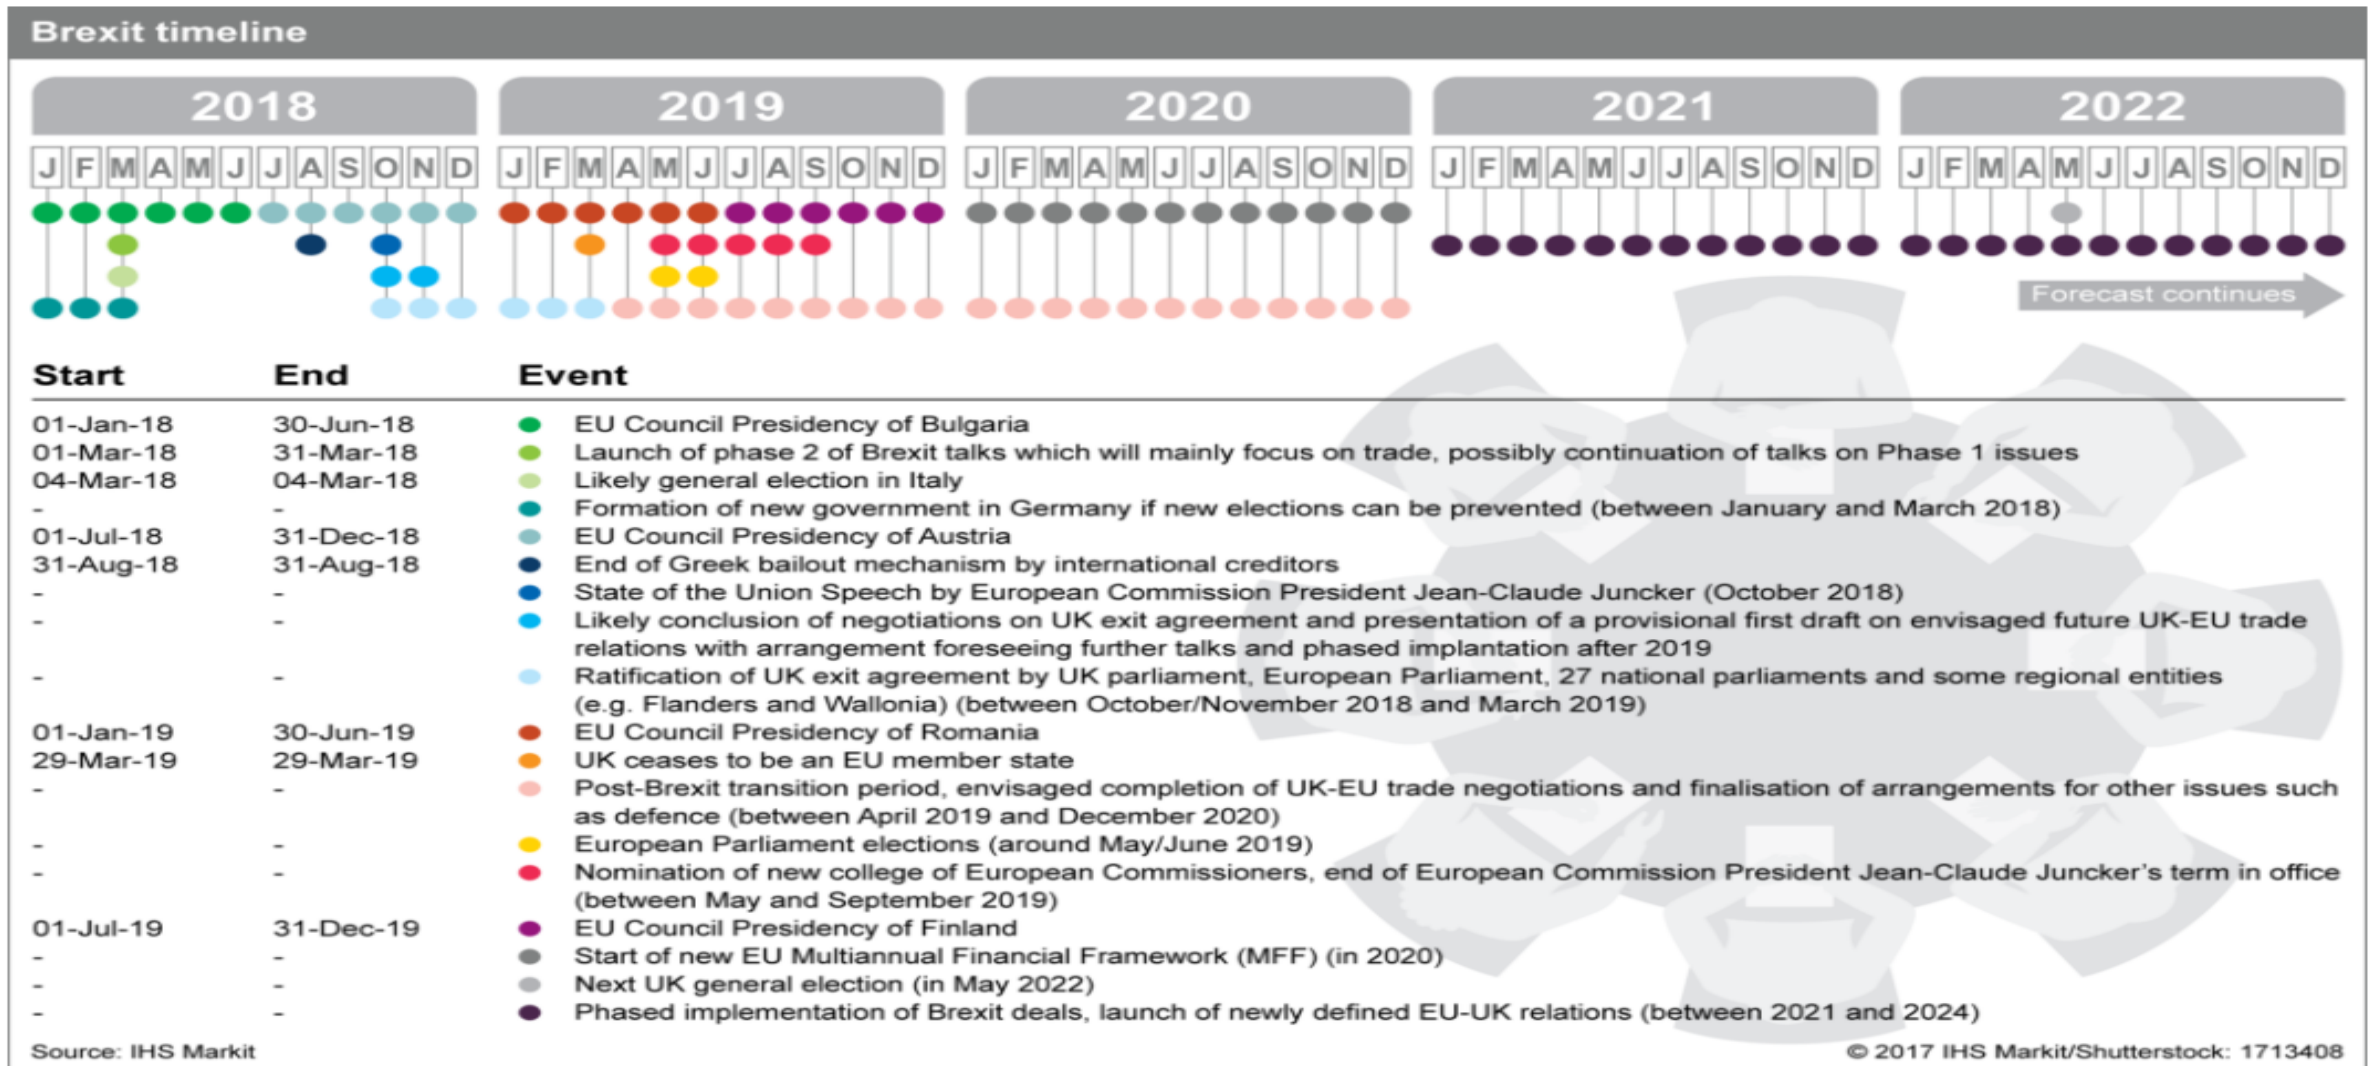 Brexit timeline
2018 2019 2020 2021 2022
J F M A M J J A S O N D J F M A M J J A S O N D J F M A M J J A S O N D J F M A M J J A S O N D J F M A M J J A S O N D
Forecast continues
Start End Event
01-Jan-18 30-Jun-18 EU Council Presidency of Bulgaria
01-Mar-18 31-Mar-18 Launch of phase 2 of Brexit talks which will mainly focus on trade, possibly continuation of talks on Phase 1 issues
04-Mar-18 04-Mar-18 Likely general election in Italy
- - Formation of new government in Germany if new elections can be prevented (between January and March 2018)
01-Jul-18 31-Dec-18 EU Council Presidency of Austria
31-Aug-18 31-Aug-18 End of Greek bailout mechanism by international creditors
- - State of the Union Speech by European Commission President Jean-Claude Juncker (October 2018)
- - Likely conclusion of negotiations on UK exit agreement and presentation of a provisional first draft on envisaged future UK-EU trade
relations with arrangement foreseeing further talks and phased implantation after 2019
- - Ratification of UK exit agreement by UK parliament, European Parliament, 27 national parliaments and some regional entities
(e.g. Flanders and Wallonia) (between October/November 2018 and March 2019)
01-Jan-19 30-Jun-19 EU Council Presidency of Romania
29-Mar-19 29-Mar-19 UK ceases to be an EU member state
- - Post-Brexit transition period, envisaged completion of UK-EU trade negotiations and finalisation of arrangements for other issues such
as defence (between April 2019 and December 2020)
- - European Parliament elections (around May/June 2019)
- - Nomination of new college of European Commissioners, end of European Commission President Jean-Claude Juncker's term in office
(between May and September 2019)
01-Jul-19 31-Dec-19 EU Council Presidency of Finland
- - Start of new EU Multiannual Financial Framework (MFF) (in 2020)
- - Next UK general election (in May 2022)
- - Phased implementation of Brexit deals, launch of newly defined EU-UK relations (between 2021 and 2024)
Source: IHS Markit © 2017 IHS Markit/Shutterstock: 1713408